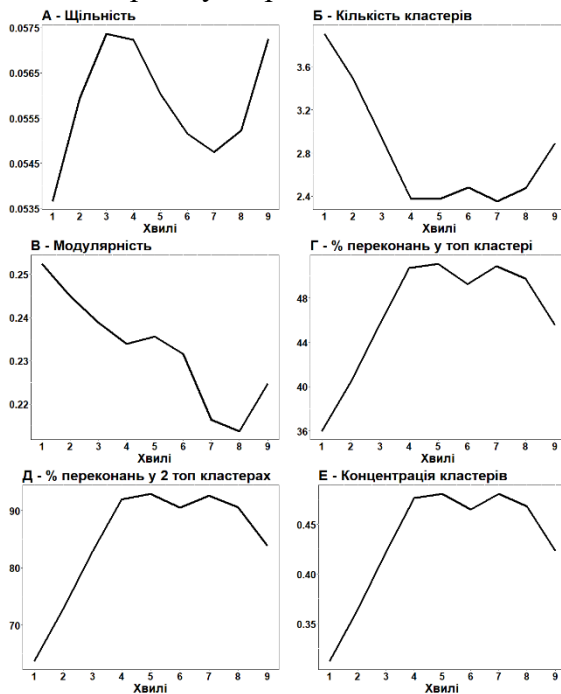 А - Щільність
0.0575
0.0565
0.0555
0.0545
0.0535
1 2 3 4 5 6 7 8 9
Хвилі
Б - Кількість кластерів
3.6
3.2
2.8
2.4
1 2 3 4 5 6 7 8 9
Хвилі
В - Модулярність
0.25
0.24
0.23
0.22
1 2 3 4 5 6 7 8 9
Хвилі
Г - % переконань у топ кластері
48
44
40
36
1 2 3 4 5 6 7 8 9
Хвилі
Д - % переконань у 2 топ кластерах
90
80
70
1 2 3 4 5 6 7 8 9
Хвилі
Е - Концентрація кластерів
0.45
0.40
0.35
1 2 3 4 5 6 7 8 9
Хвилі